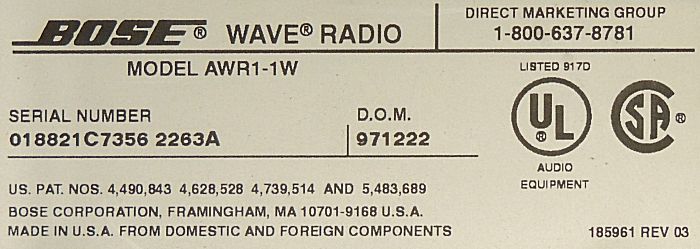 BOSE® WAVE® RADIO
MODEL AWR1-1W
DIRECT MARKETING GROUP
1-800-637-8781
SERIAL NUMBER
018821C7356 2263A
D.O.M.
971222
LISTED 917D
UL®
AUDIO
EQUIPMENT
SA®
US. PAT. NOS. 4,490,843 4,628,528 4,739,514 AND 5,483,689
BOSE CORPORATION, FRAMINGHAM, MA 10701-9168 U.S.A.
MADE IN U.S.A. FROM DOMESTIC AND FOREIGN COMPONENTS
185961 REV 03